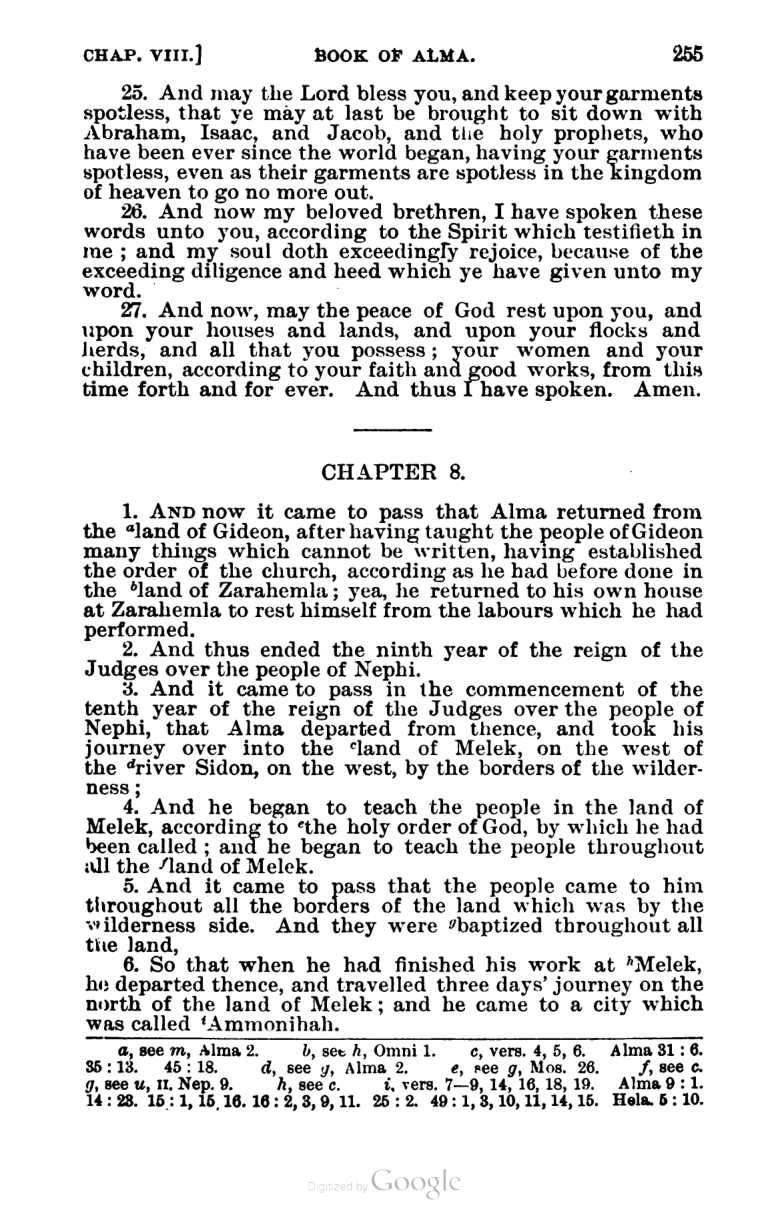 CHAP. VIII.] BOOK OF ALMA. 255
25. And may the Lord bless you, and keep your garments
spotless, that ye may at last be brought to sit down with
Abraham, Isaac, and Jacob, and the holy prophets, who
have been ever since the world began, having your garments
spotless, even as their garments are spotless in the kingdom
of heaven to go no more out.
26. And now my beloved brethren, I have spoken these
words unto you, according to the Spirit which testifieth in
me ; and my soul doth exceedingly rejoice, because of the
exceeding diligence and heed which ye have given unto my
word.
27. And now, may the peace of God rest upon you, and
upon your houses and lands, and upon your flocks and
herds, and all that you possess ; your women and your
children, according to your faith and good works, from this
time forth and for ever. And thus I have spoken. Amen.
CHAPTER 8.
1. AND now it came to pass that Alma returned from
the ᵃland of Gideon, after having taught the people of Gideon
many things which cannot be written, having established
the order of the church, according as he had before done in
the ᵇland of Zarahemla ; yea, he returned to his own house
at Zarahemla to rest himself from the labours which he had
performed.
2. And thus ended the ninth year of the reign of the
Judges over the people of Nephi.
3. And it came to pass in the commencement of the
tenth year of the reign of the Judges over the people of
Nephi, that Alma departed from thence, and took his
journey over into the ᶜland of Melek, on the west of
the ᵈriver Sidon, on the west, by the borders of the wilder-
ness ;
4. And he began to teach the people in the land of
Melek, according to ᵉthe holy order of God, by which he had
been called ; and he began to teach the people throughout
all the ᶠland of Melek.
5. And it came to pass that the people came to him
throughout all the borders of the land which was by the
wilderness side. And they were ᵍbaptized throughout all
the land,
6. So that when he had finished his work at ʰMelek,
he departed thence, and travelled three days' journey on the
north of the land of Melek ; and he came to a city which
was called ⁱAmmonihah.
a, see m, Alma 2. b, see h, Omni 1. c, vers. 4, 5, 6. Alma 31 : 6.
35 : 13. 45 : 18. d, see g, Alma 2. e, see g, Mos. 26. f, see c.
g, see u, II. Nep. 9. h, see c. i, vers. 7—9, 14, 16, 18, 19. Alma 9 : 1.
14 : 23. 15 : 1, 15, 16. 16 : 2, 3, 9, 11. 25 : 2. 49 : 1, 3, 10, 11, 14, 15. Hela. 5 : 10.
Digitized by Google